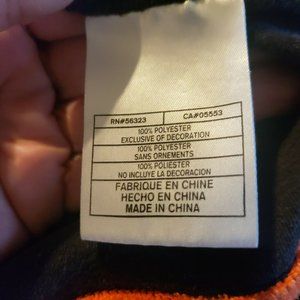 RN#56323 CA#05553
100% POLYESTER
EXCLUSIVE OF DECORATION
100% POLYESTER
SANS ORNEMENTS
100% POLIESTER
NO INCLUYE LA DECORACION
FABRIQUE EN CHINE
HECHO EN CHINA
MADE IN CHINA